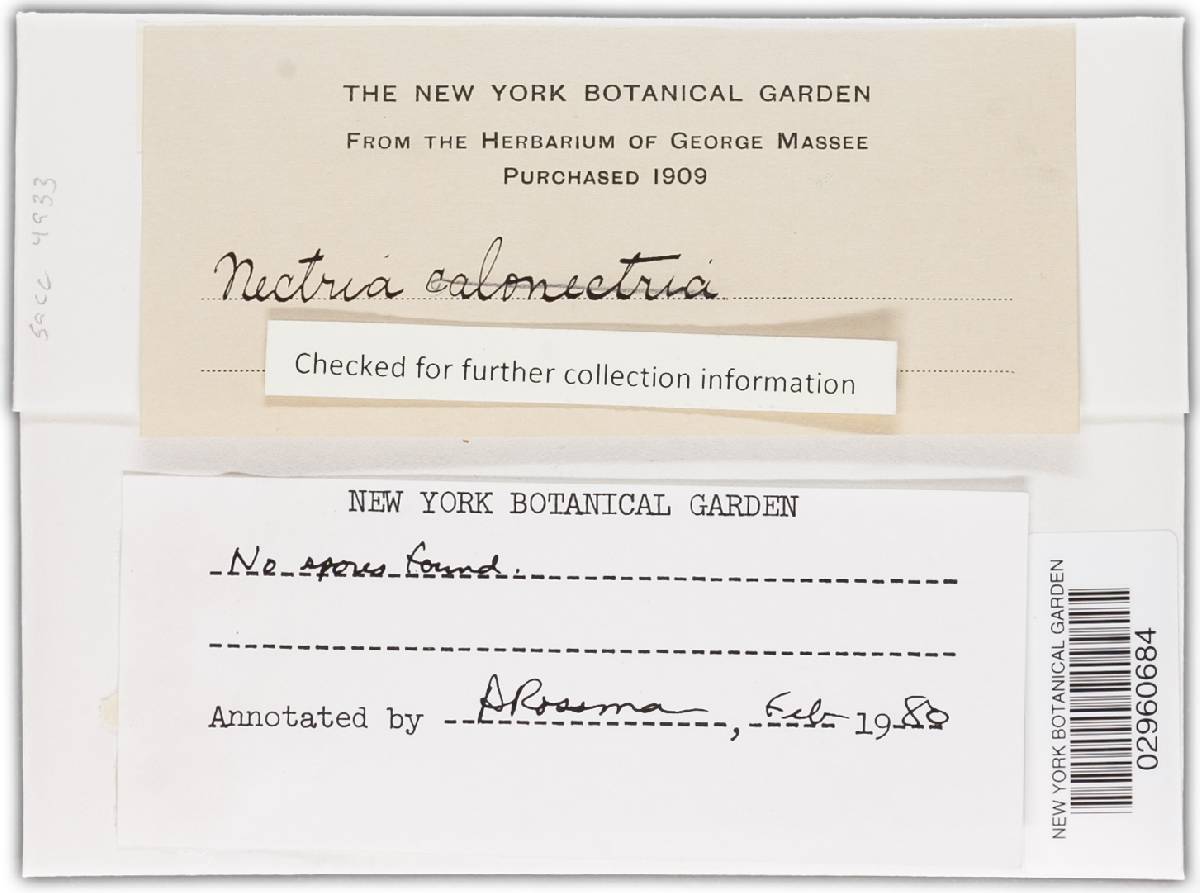 THE NEW YORK BOTANICAL GARDEN
FROM THE HERBARIUM OF GEORGE MASSEE
PURCHASED 1909
Nectria calonectria
Checked for further collection information
Sacc 4933
NEW YORK BOTANICAL GARDEN
No spores found.
Annotated by ARossman, Feb 1980
NEW YORK BOTANICAL GARDEN
02960684